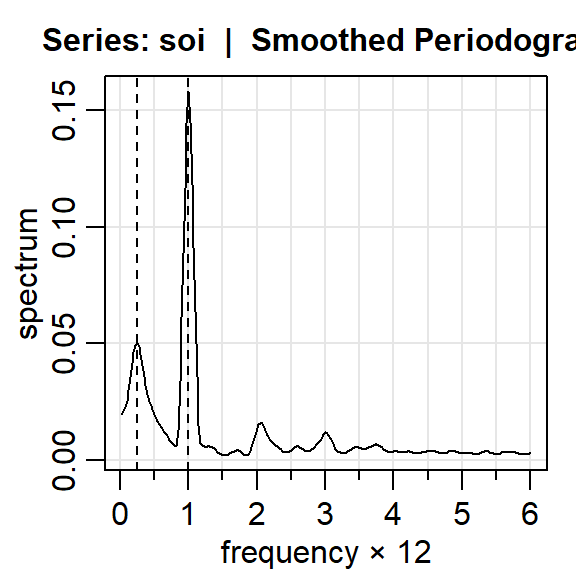 Series: soi | Smoothed Periodogra
spectrum
0.15
0.10
0.05
0.00
0 1 2 3 4 5 6
frequency × 12